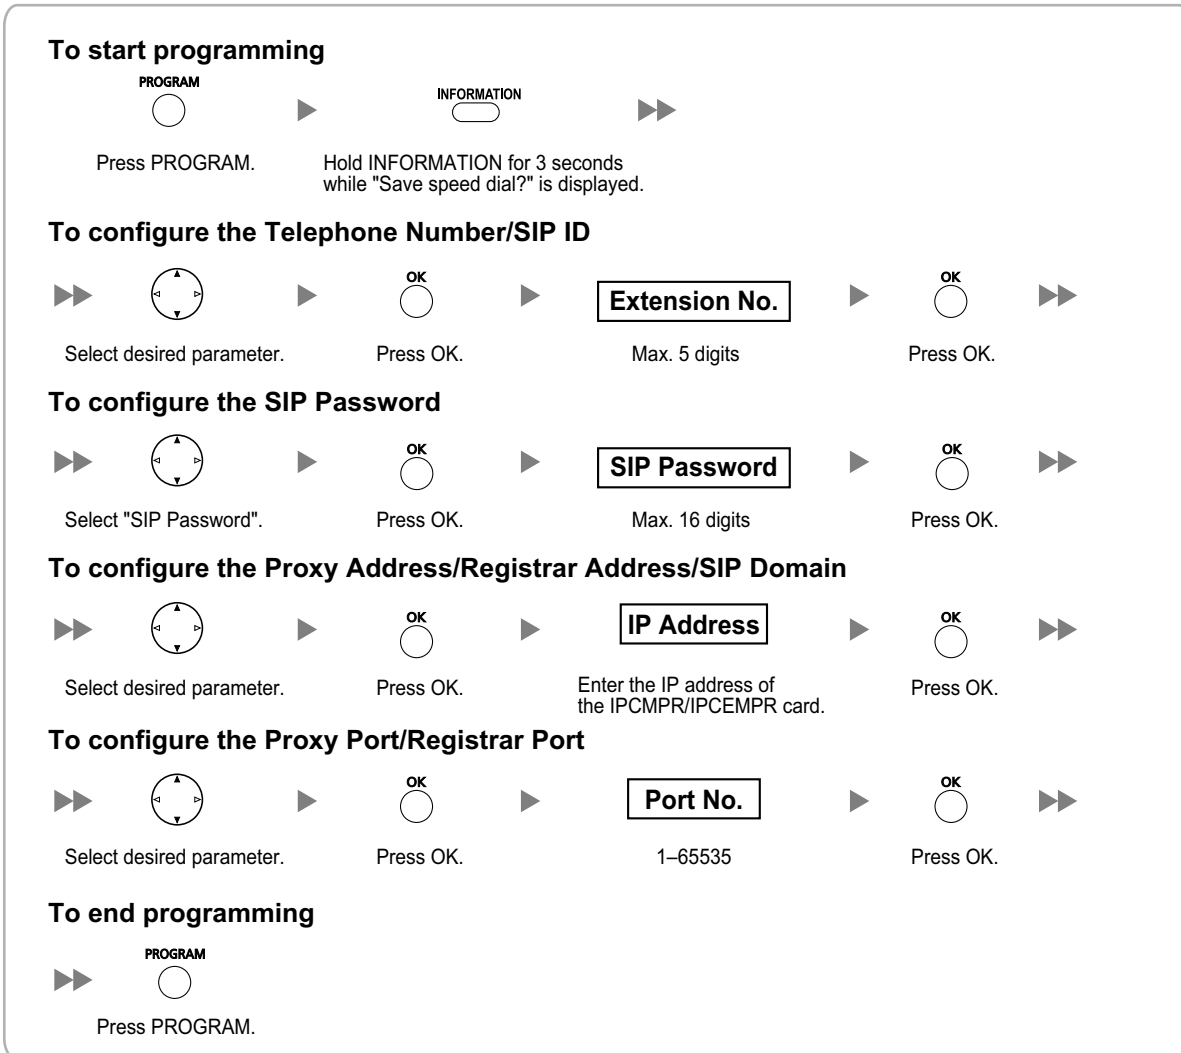 To start programming
PROGRAM
INFORMATION
Press PROGRAM.
Hold INFORMATION for 3 seconds
while "Save speed dial?" is displayed.
To configure the Telephone Number/SIP ID
OK
Extension No.
OK
Select desired parameter.
Press OK.
Max. 5 digits
Press OK.
To configure the SIP Password
OK
SIP Password
OK
Select "SIP Password".
Press OK.
Max. 16 digits
Press OK.
To configure the Proxy Address/Registrar Address/SIP Domain
OK
IP Address
OK
Select desired parameter.
Press OK.
Enter the IP address of
the IPCMPR/IPCEMPR card.
Press OK.
To configure the Proxy Port/Registrar Port
OK
Port No.
OK
Select desired parameter.
Press OK.
1–65535
Press OK.
To end programming
PROGRAM
Press PROGRAM.